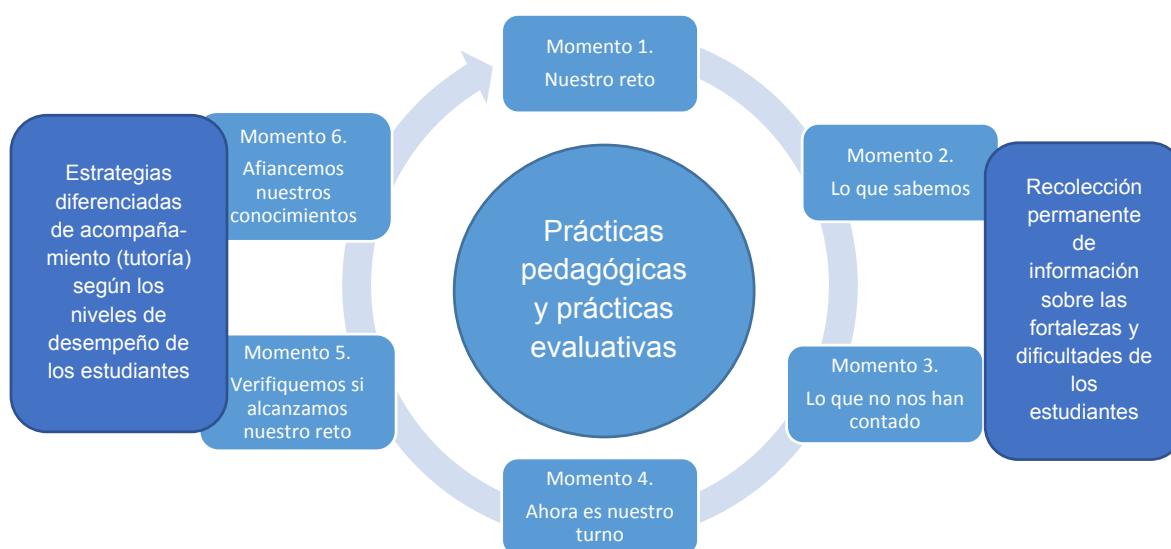 Momento 1.
Nuestro reto
Momento 2.
Lo que sabemos
Recolección
permanente
de
información
sobre las
fortalezas y
dificultades de
los
estudiantes
Momento 3.
Lo que no nos han
contado
Momento 4.
Ahora es nuestro
turno
Momento 5.
Verifiquemos si
alcanzamos
nuestro reto
Momento 6.
Afiancemos
nuestros
conocimientos
Estrategias
diferenciadas
de acompaña-
miento (tutoría)
según los
niveles de
desempeño de
los estudiantes
Prácticas
pedagógicas
y prácticas
evaluativas